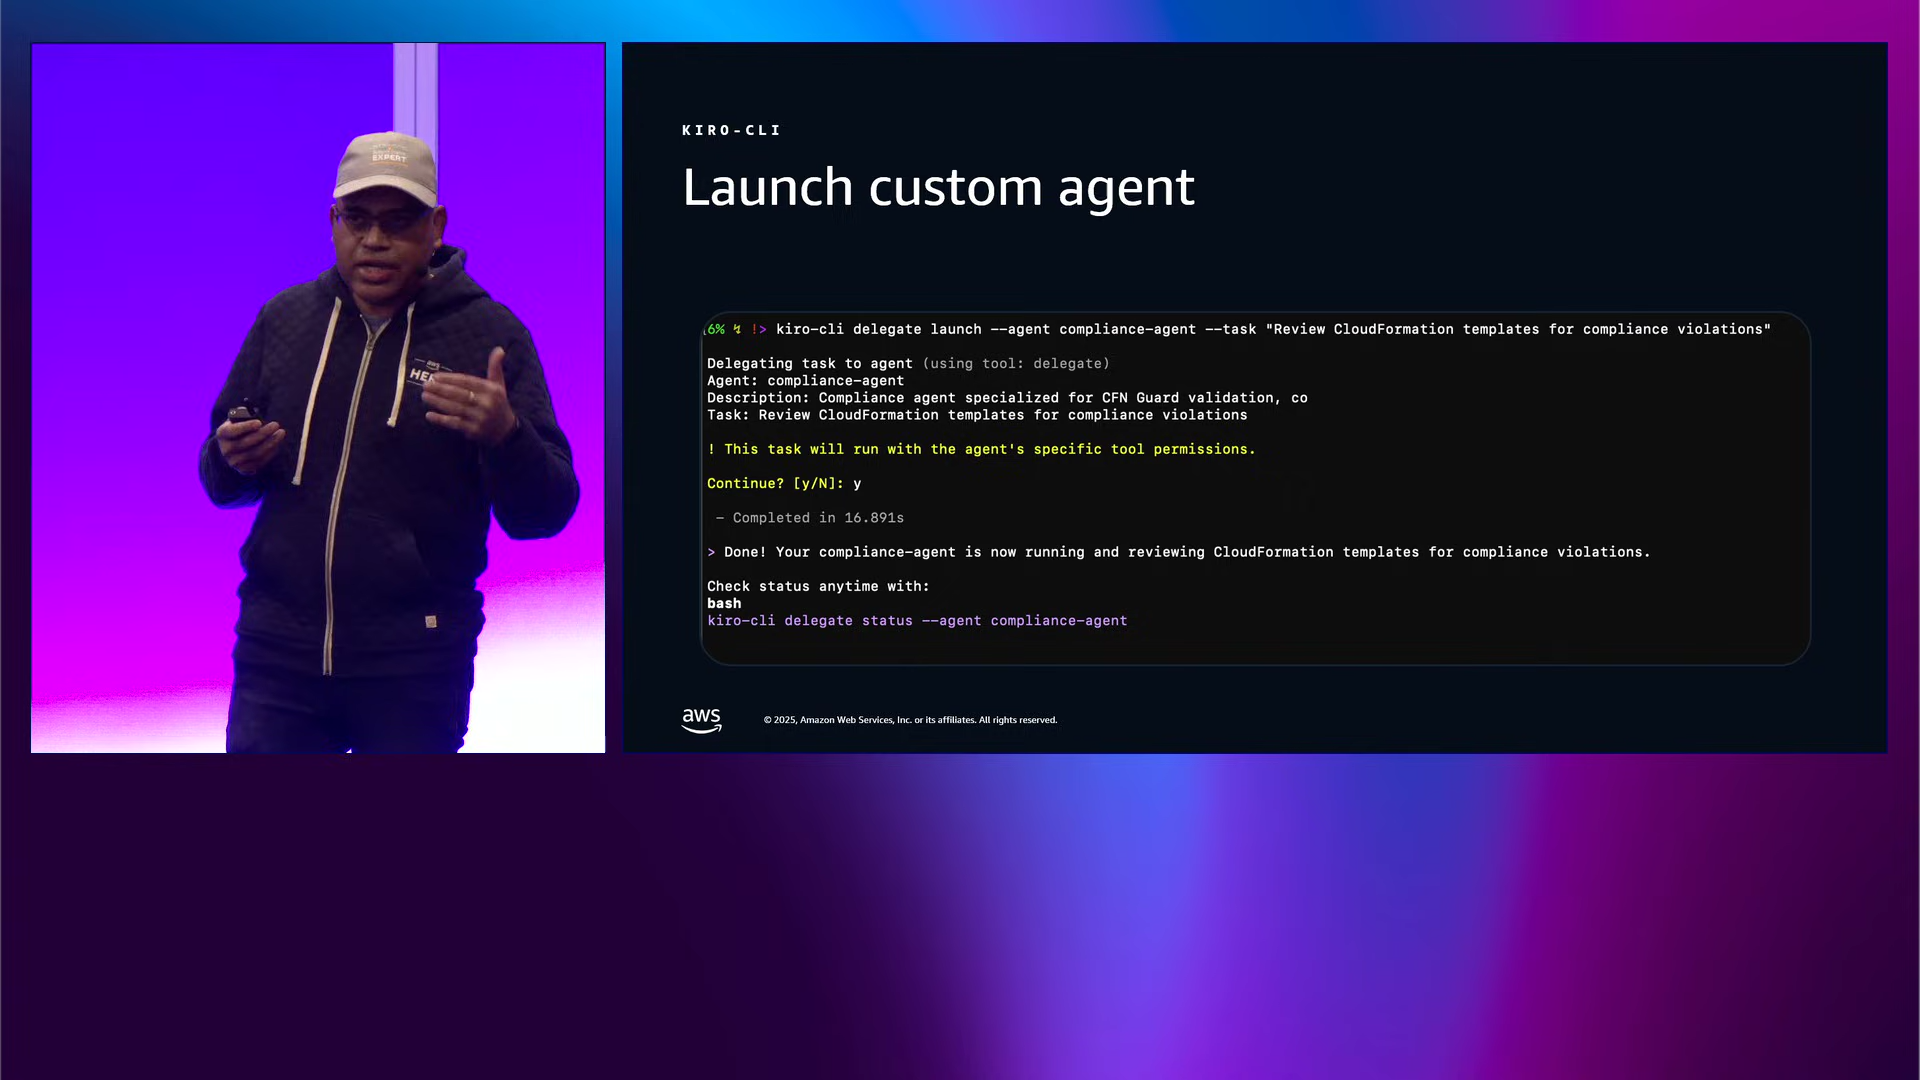 EXPERT
aws
KIRO-CLI
Launch custom agent
6% ↯ !> kiro-cli delegate launch --agent compliance-agent --task "Review CloudFormation templates for compliance violations"
Delegating task to agent (using tool: delegate)
Agent: compliance-agent
Description: Compliance agent specialized for CFN Guard validation, co
Task: Review CloudFormation templates for compliance violations
! This task will run with the agent's specific tool permissions.
Continue? [y/N]: y
– Completed in 16.891s
> Done! Your compliance-agent is now running and reviewing CloudFormation templates for compliance violations.
Check status anytime with:
bash
kiro-cli delegate status --agent compliance-agent
aws
© 2025, Amazon Web Services, Inc. or its affiliates. All rights reserved.